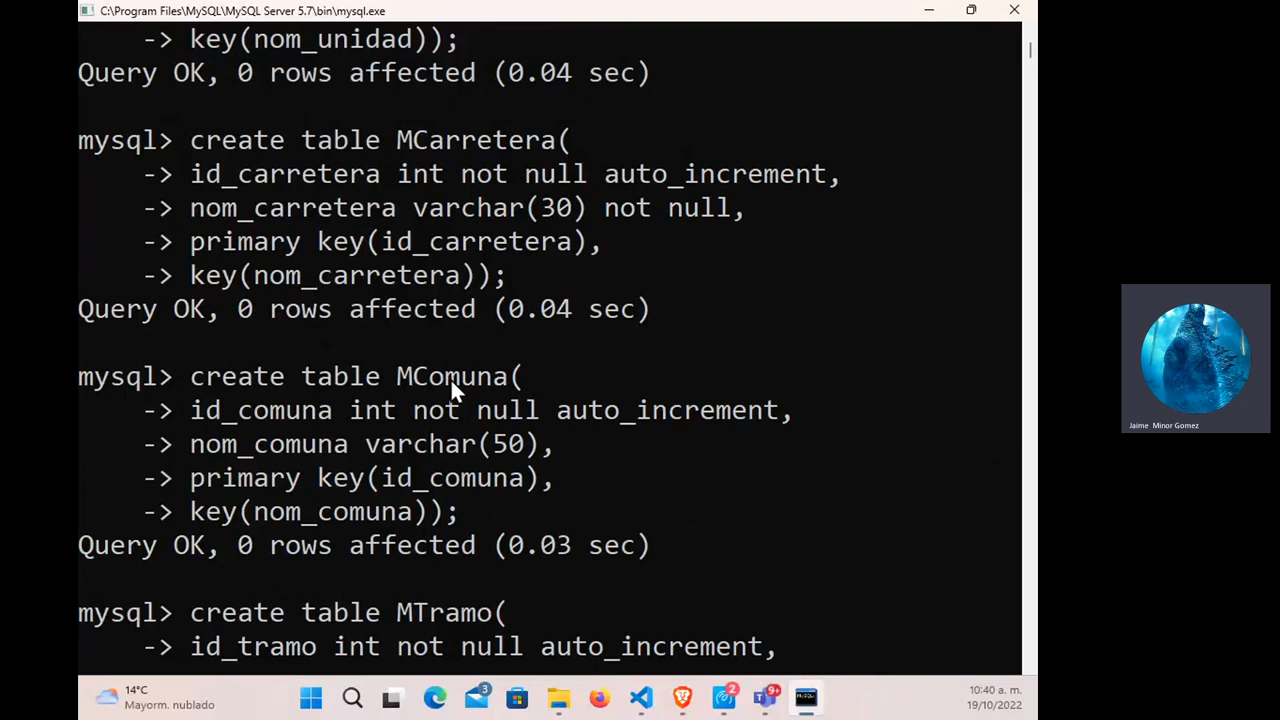 C:\Program Files\MySQL\MySQL Server 5.7\bin\mysql.exe
-> key(nom_unidad));
Query OK, 0 rows affected (0.04 sec)
mysql> create table MCarretera(
-> id_carretera int not null auto_increment,
-> nom_carretera varchar(30) not null,
-> primary key(id_carretera),
-> key(nom_carretera));
Query OK, 0 rows affected (0.04 sec)
mysql> create table MComuna(
-> id_comuna int not null auto_increment,
-> nom_comuna varchar(50),
-> primary key(id_comuna),
-> key(nom_comuna));
Query OK, 0 rows affected (0.03 sec)
mysql> create table MTramo(
-> id_tramo int not null auto_increment,
Jaime Minor Gomez
14°C
Mayorm. nublado
3
2
9+
10:40 a. m.
19/10/2022